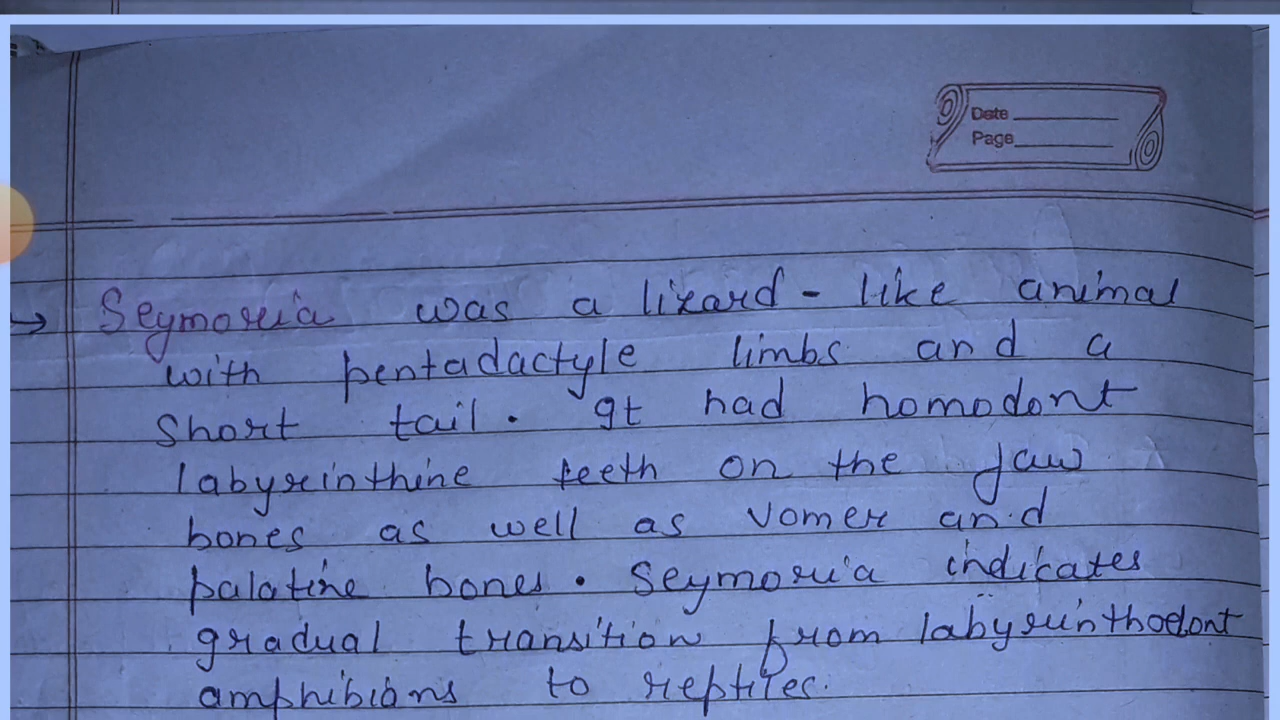 Date
Page
→ Seymoria was a lizard - like animal
with pentadactyle limbs and a
short tail. It had homodont
labyrinthine teeth on the Jaw
bones as well as vomer and
palatine bones. Seymoria indicates
gradual transition from labyrinthodont
amphibians to reptiles.